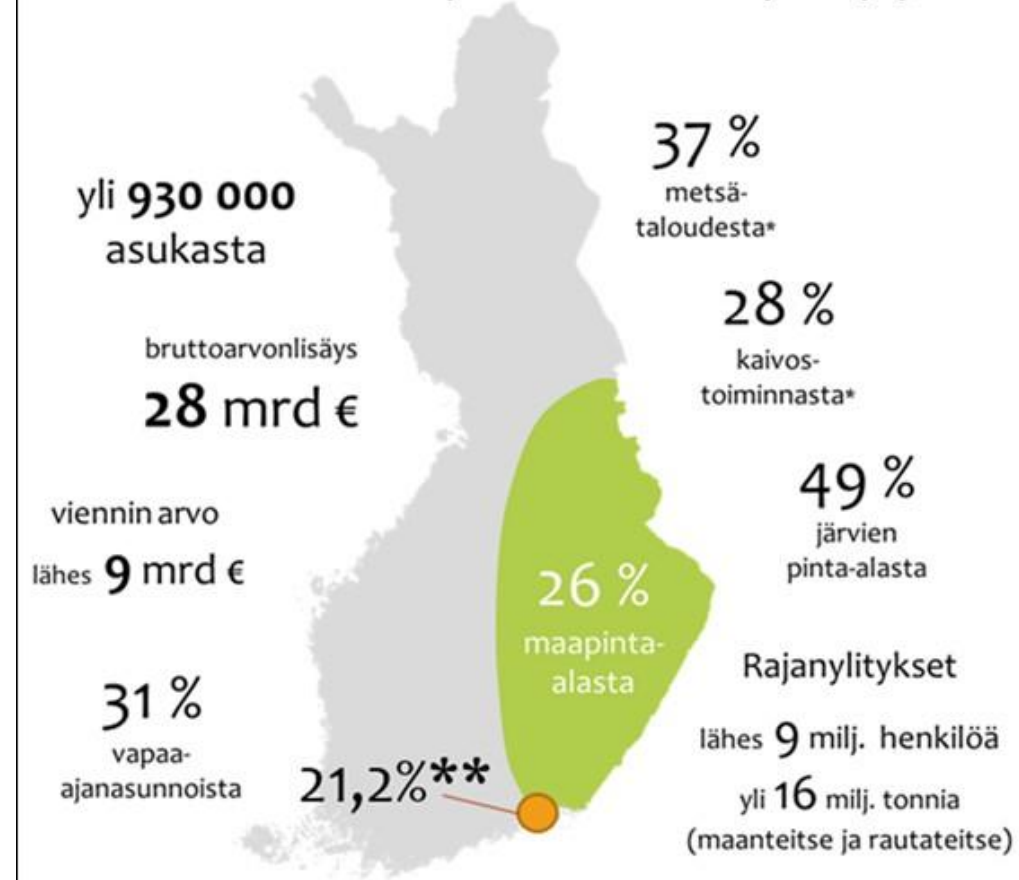 yli 930 000
asukasta
bruttoarvonlisäys
28 mrd €
viennin arvo
lähes 9 mrd €
31 %
vapaa-
ajanasunnoista
21,2%**
26 %
maapinta-
alasta
37 %
metsä-
taloudesta*
28 %
kaivos-
toiminnasta*
49 %
järvien
pinta-alasta
Rajanylitykset
lähes 9 milj. henkilöä
yli 16 milj. tonnia
(maanteitse ja rautateitse)